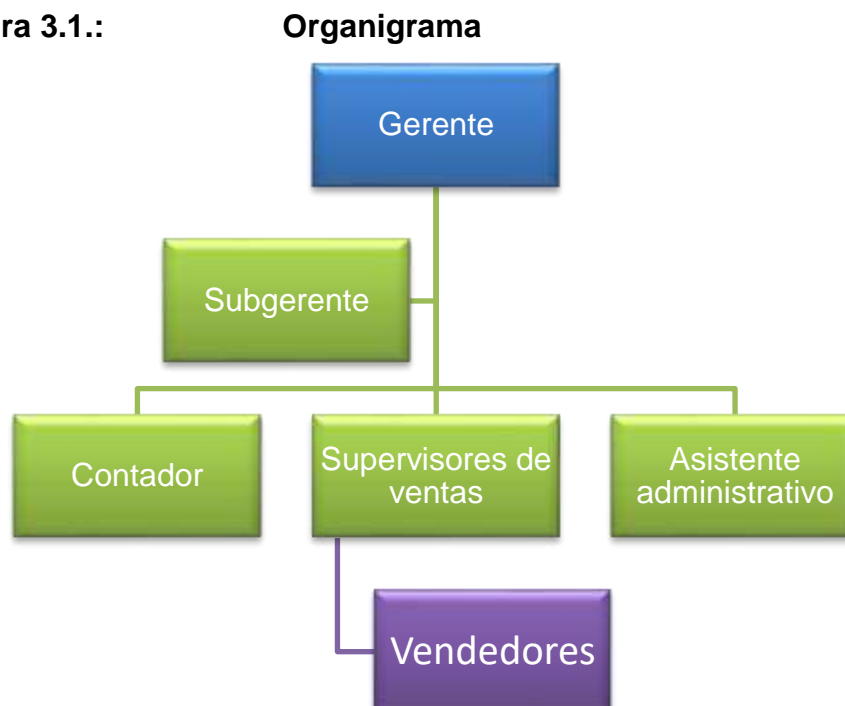 ra 3.1.: Organigrama
Gerente
Subgerente
Contador
Supervisores de
ventas
Asistente
administrativo
Vendedores